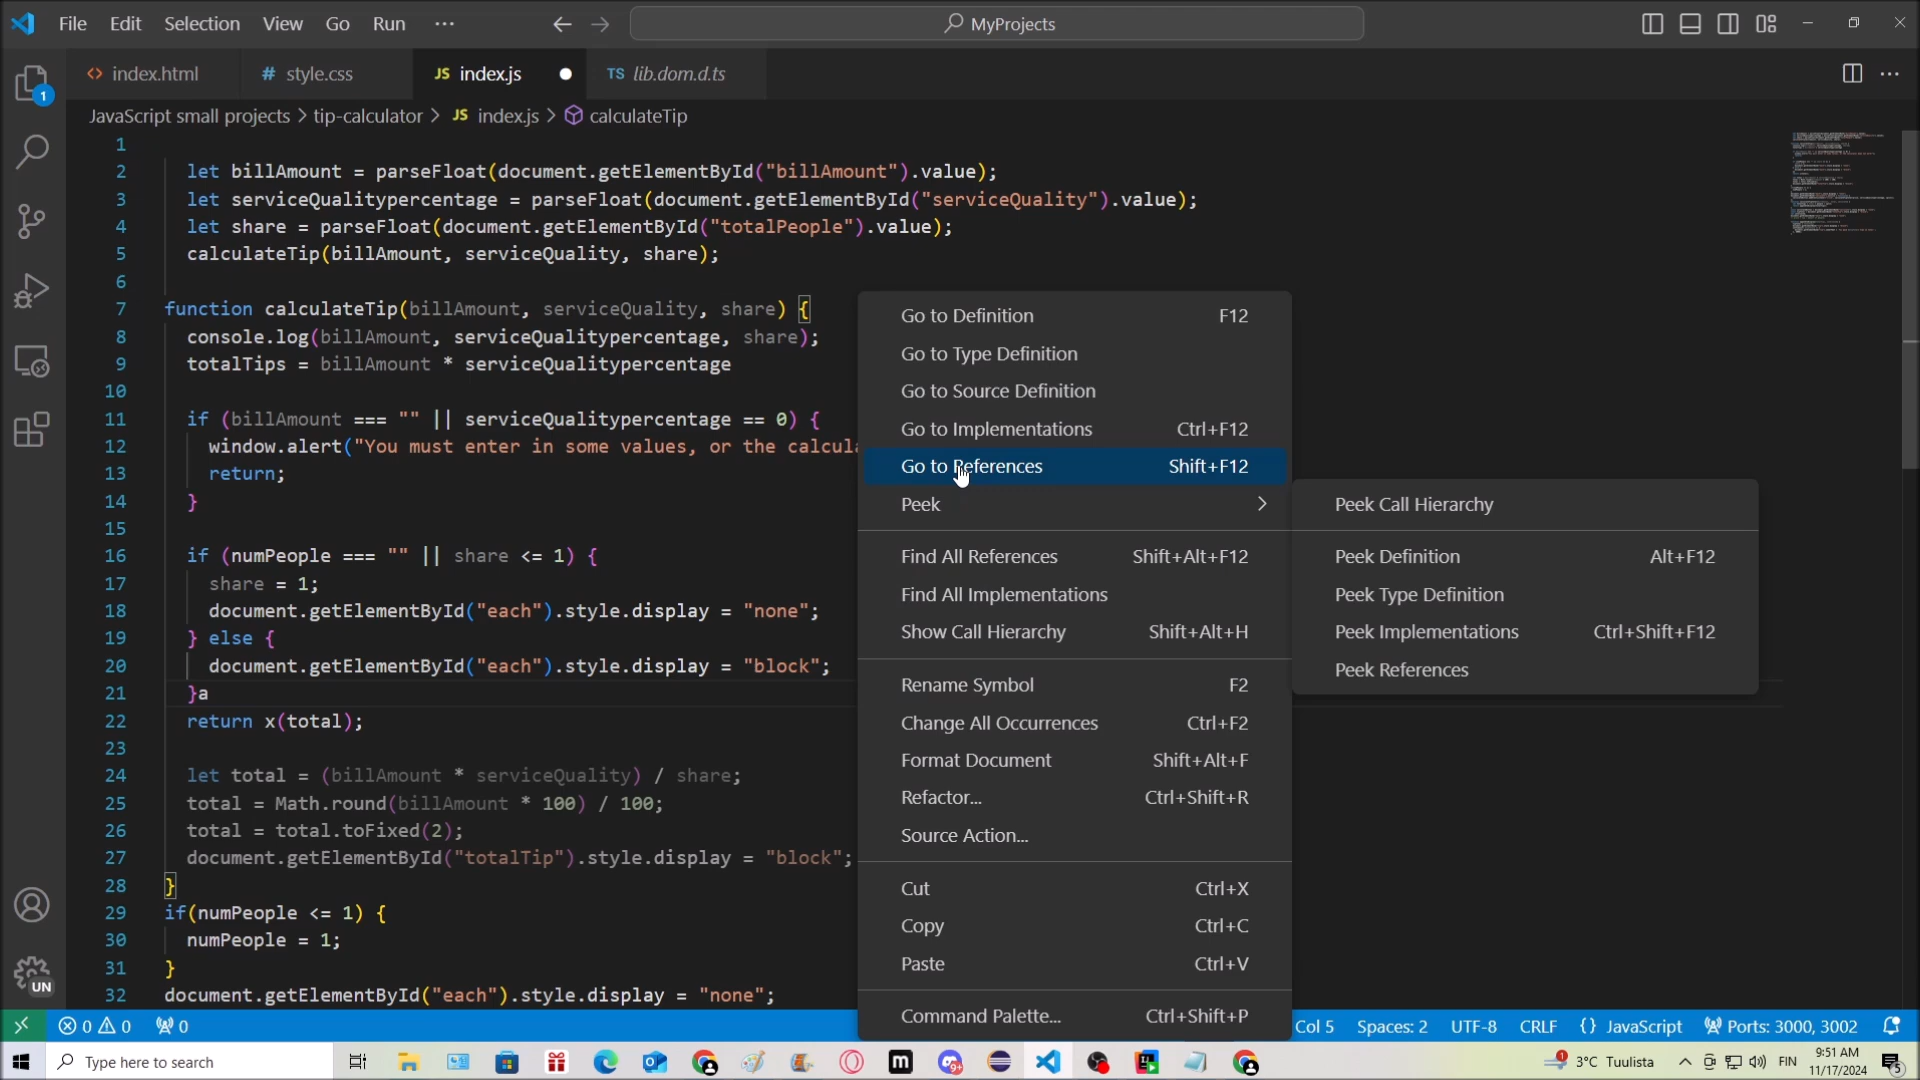 File Edit Selection View Go Run ··· MyProjects
index.html # style.css JS index.js TS lib.dom.d.ts
1
JavaScript small projects > tip-calculator > JS index.js > calculateTip
1
2 let billAmount = parseFloat(document.getElementById("billAmount").value);
3 let serviceQualitypercentage = parseFloat(document.getElementById("serviceQuality").value);
4 let share = parseFloat(document.getElementById("totalPeople").value);
5 calculateTip(billAmount, serviceQuality, share);
6
7 function calculateTip(billAmount, serviceQuality, share) {
8 console.log(billAmount, serviceQualitypercentage, share);
9 totalTips = billAmount * serviceQualitypercentage
10
11 if (billAmount === "" || serviceQualitypercentage == 0) {
12 window.alert("You must enter in some values, or the calcul
13 return;
14 }
15
16 if (numPeople === "" || share <= 1) {
17 share = 1;
18 document.getElementById("each").style.display = "none";
19 } else {
20 document.getElementById("each").style.display = "block";
21 }a
22 return x(total);
23
24 let total = (billAmount * serviceQuality) / share;
25 total = Math.round(billAmount * 100) / 100;
26 total = total.toFixed(2);
27 document.getElementById("totalTip").style.display = "block";
28 }
29 if(numPeople <= 1) {
30 numPeople = 1;
31 }
32 document.getElementById("each").style.display = "none";
Go to Definition F12
Go to Type Definition
Go to Source Definition
Go to Implementations Ctrl+F12
Go to References Shift+F12
Peek
Find All References Shift+Alt+F12
Find All Implementations
Show Call Hierarchy Shift+Alt+H
Rename Symbol F2
Change All Occurrences Ctrl+F2
Format Document Shift+Alt+F
Refactor... Ctrl+Shift+R
Source Action...
Cut Ctrl+X
Copy Ctrl+C
Paste Ctrl+V
Command Palette... Ctrl+Shift+P
Peek Call Hierarchy
Peek Definition Alt+F12
Peek Type Definition
Peek Implementations Ctrl+Shift+F12
Peek References
UN
0 0 0 Col 5 Spaces: 2 UTF-8 CRLF {} JavaScript Ports: 3000, 3002
Type here to search 9+ m 1 3°C Tuulista FIN 9:51 AM
11/17/2024 5